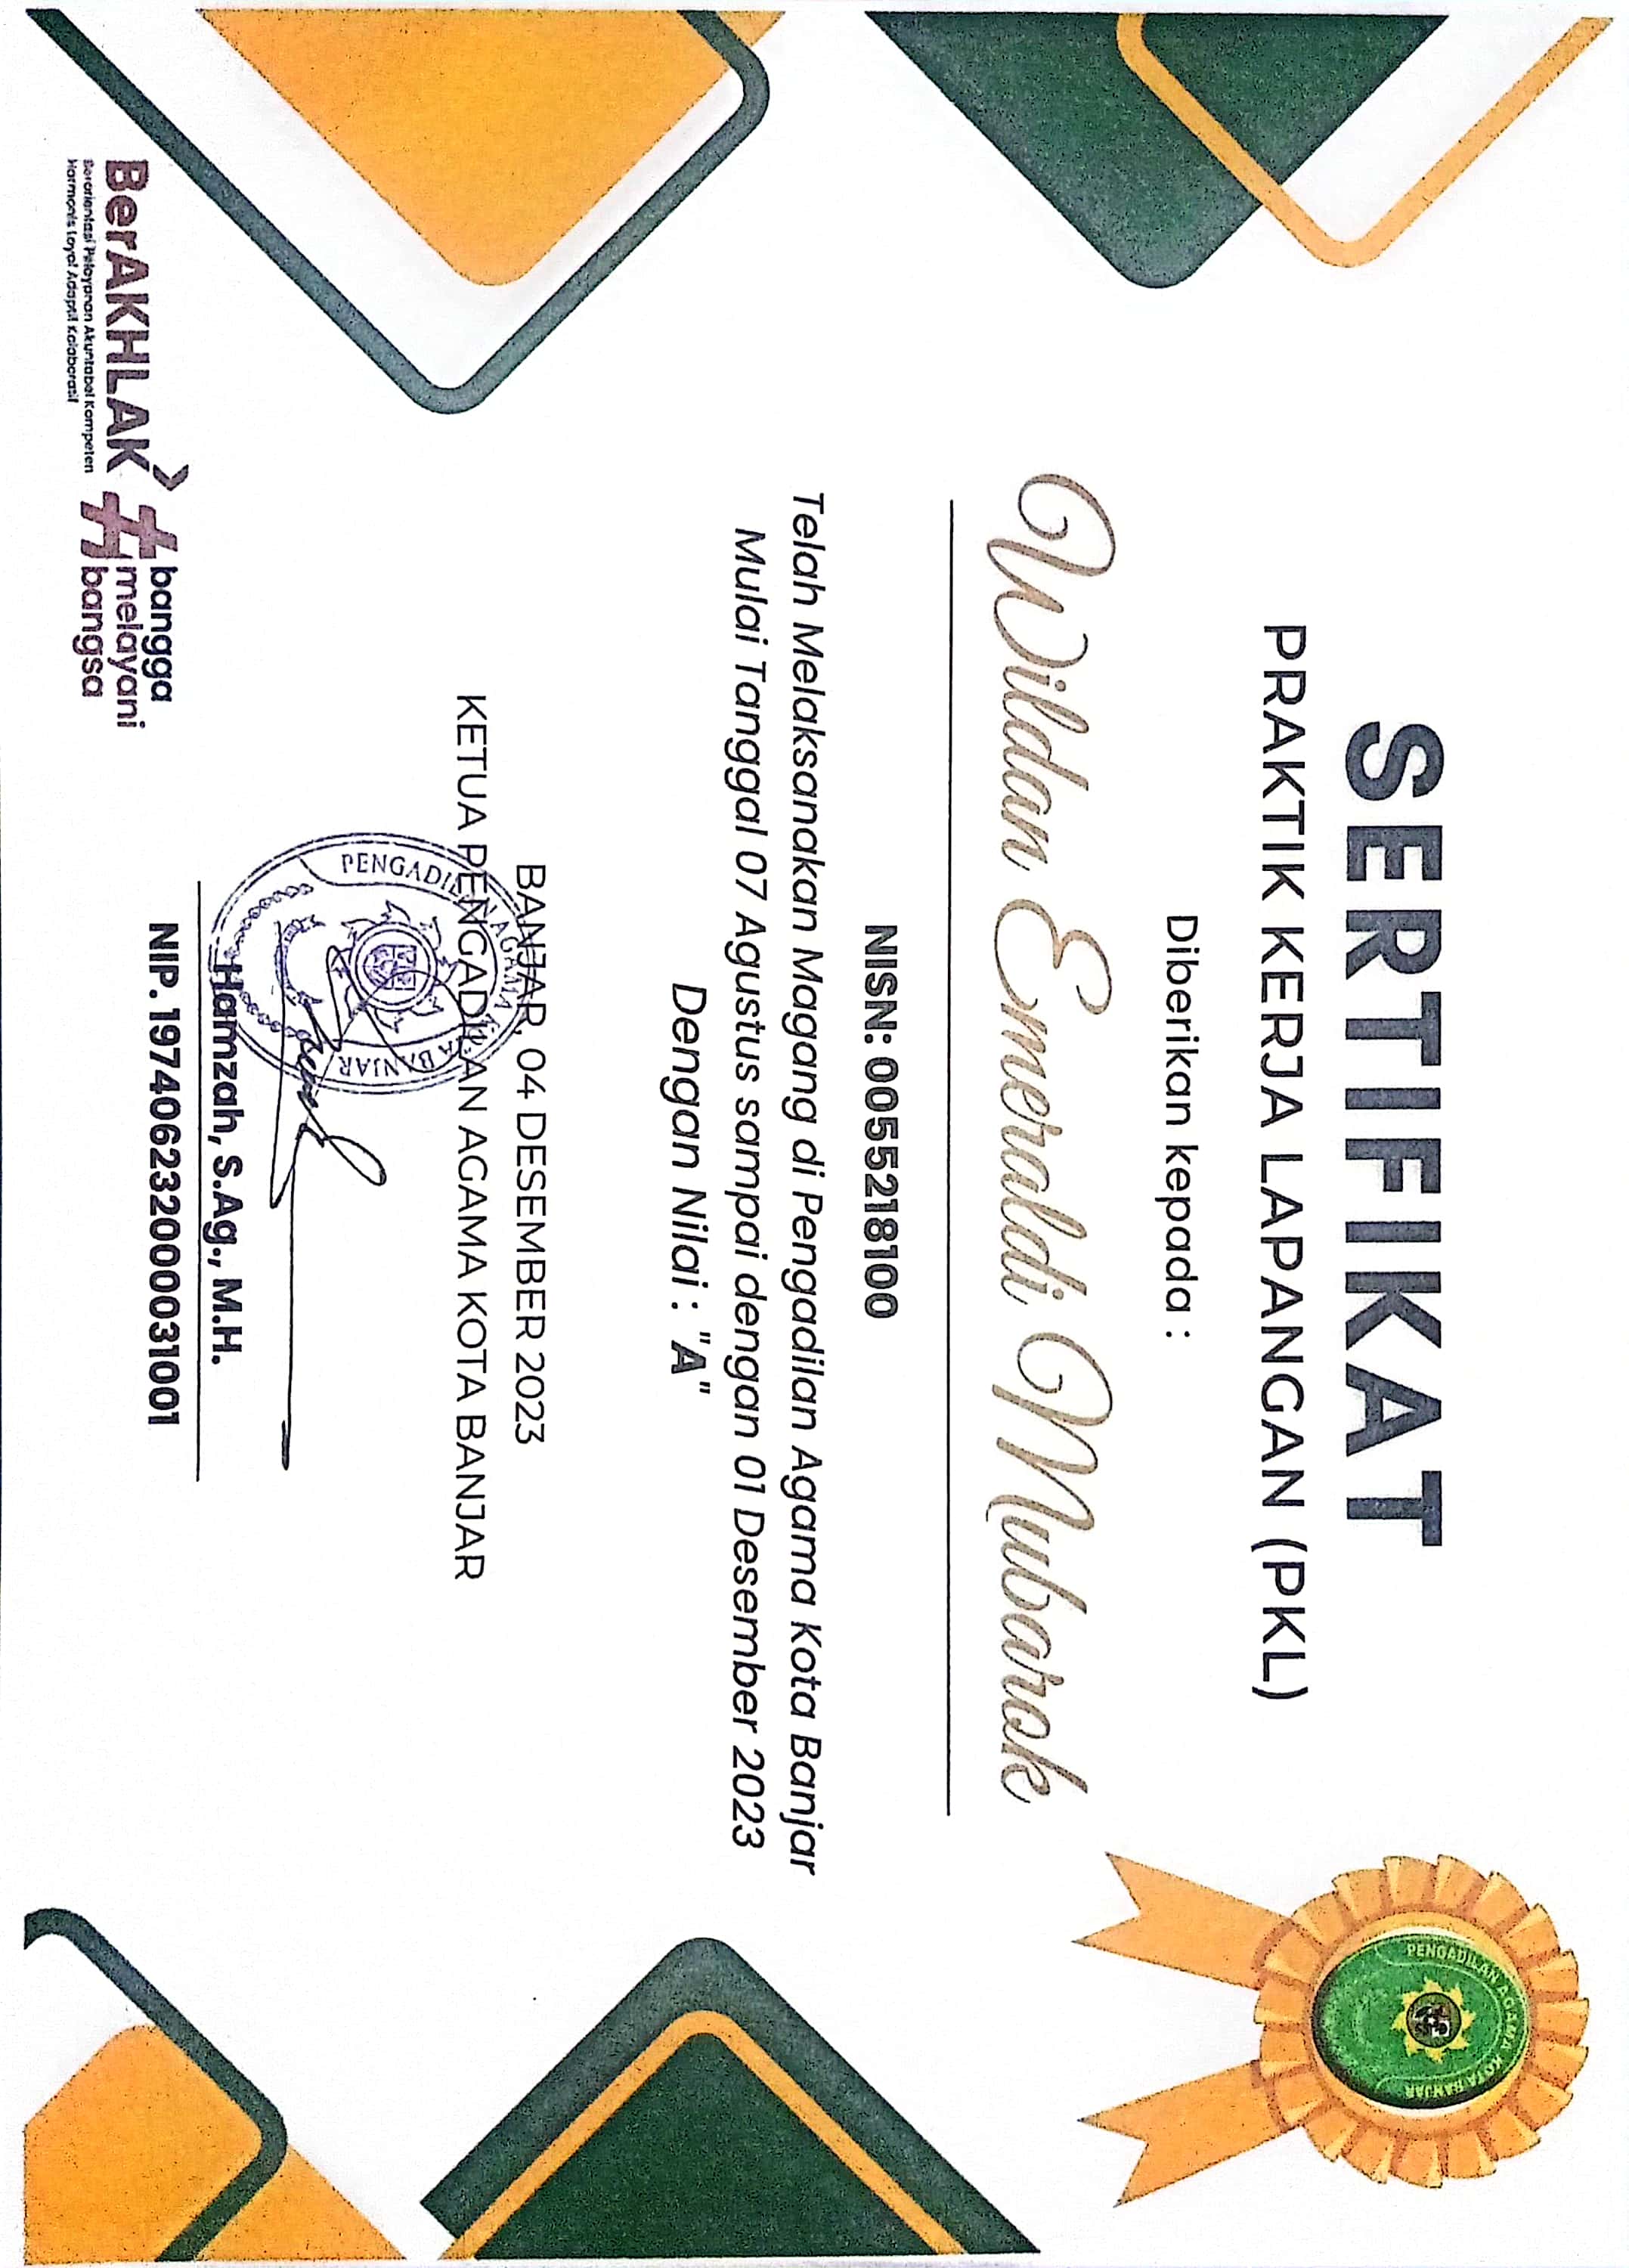 PENGADILAN AGAMA KOTA BANJAR
SERTIFIKAT
PRAKTIK KERJA LAPANGAN (PKL)
Diberikan kepada :
Wildan Emeraldi Mubarok
NISN: 0055218100
Telah Melaksanakan Magang di Pengadilan Agama Kota Banjar
Mulai Tanggal 07 Agustus sampai dengan 01 Desember 2023
Dengan Nilai : "A"
BANJAR, 04 DESEMBER 2023
KETUA PENGADILAN AGAMA KOTA BANJAR
PENGADILAN AGAMA KOTA BANJAR
Hamzah, S.Ag., M.H.
NIP. 197406232000031001
BerAKHLAK
Berorientasi Pelayanan Akuntabel Kompeten
Harmonis Loyal Adaptif Kolaboratif
#bangga
melayani
bangsa